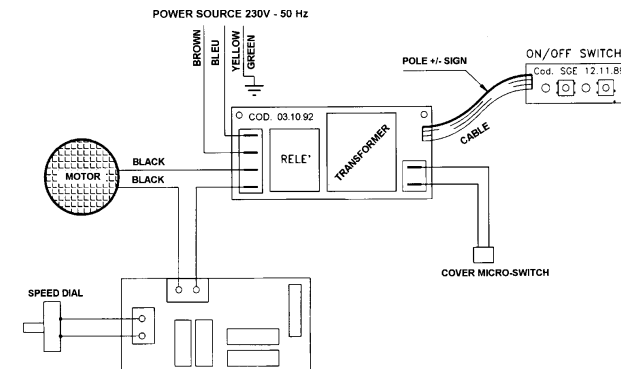 POWER SOURCE 230V - 50 Hz
BROWN
BLEU
YELLOW
GREEN
POLE +/- SIGN
ON/OFF SWITCH
Cod. SGE 12.11.89
COD. 03.10.92
RELE'
TRANSFORMER
CABLE
MOTOR
BLACK
BLACK
COVER MICRO-SWITCH
SPEED DIAL